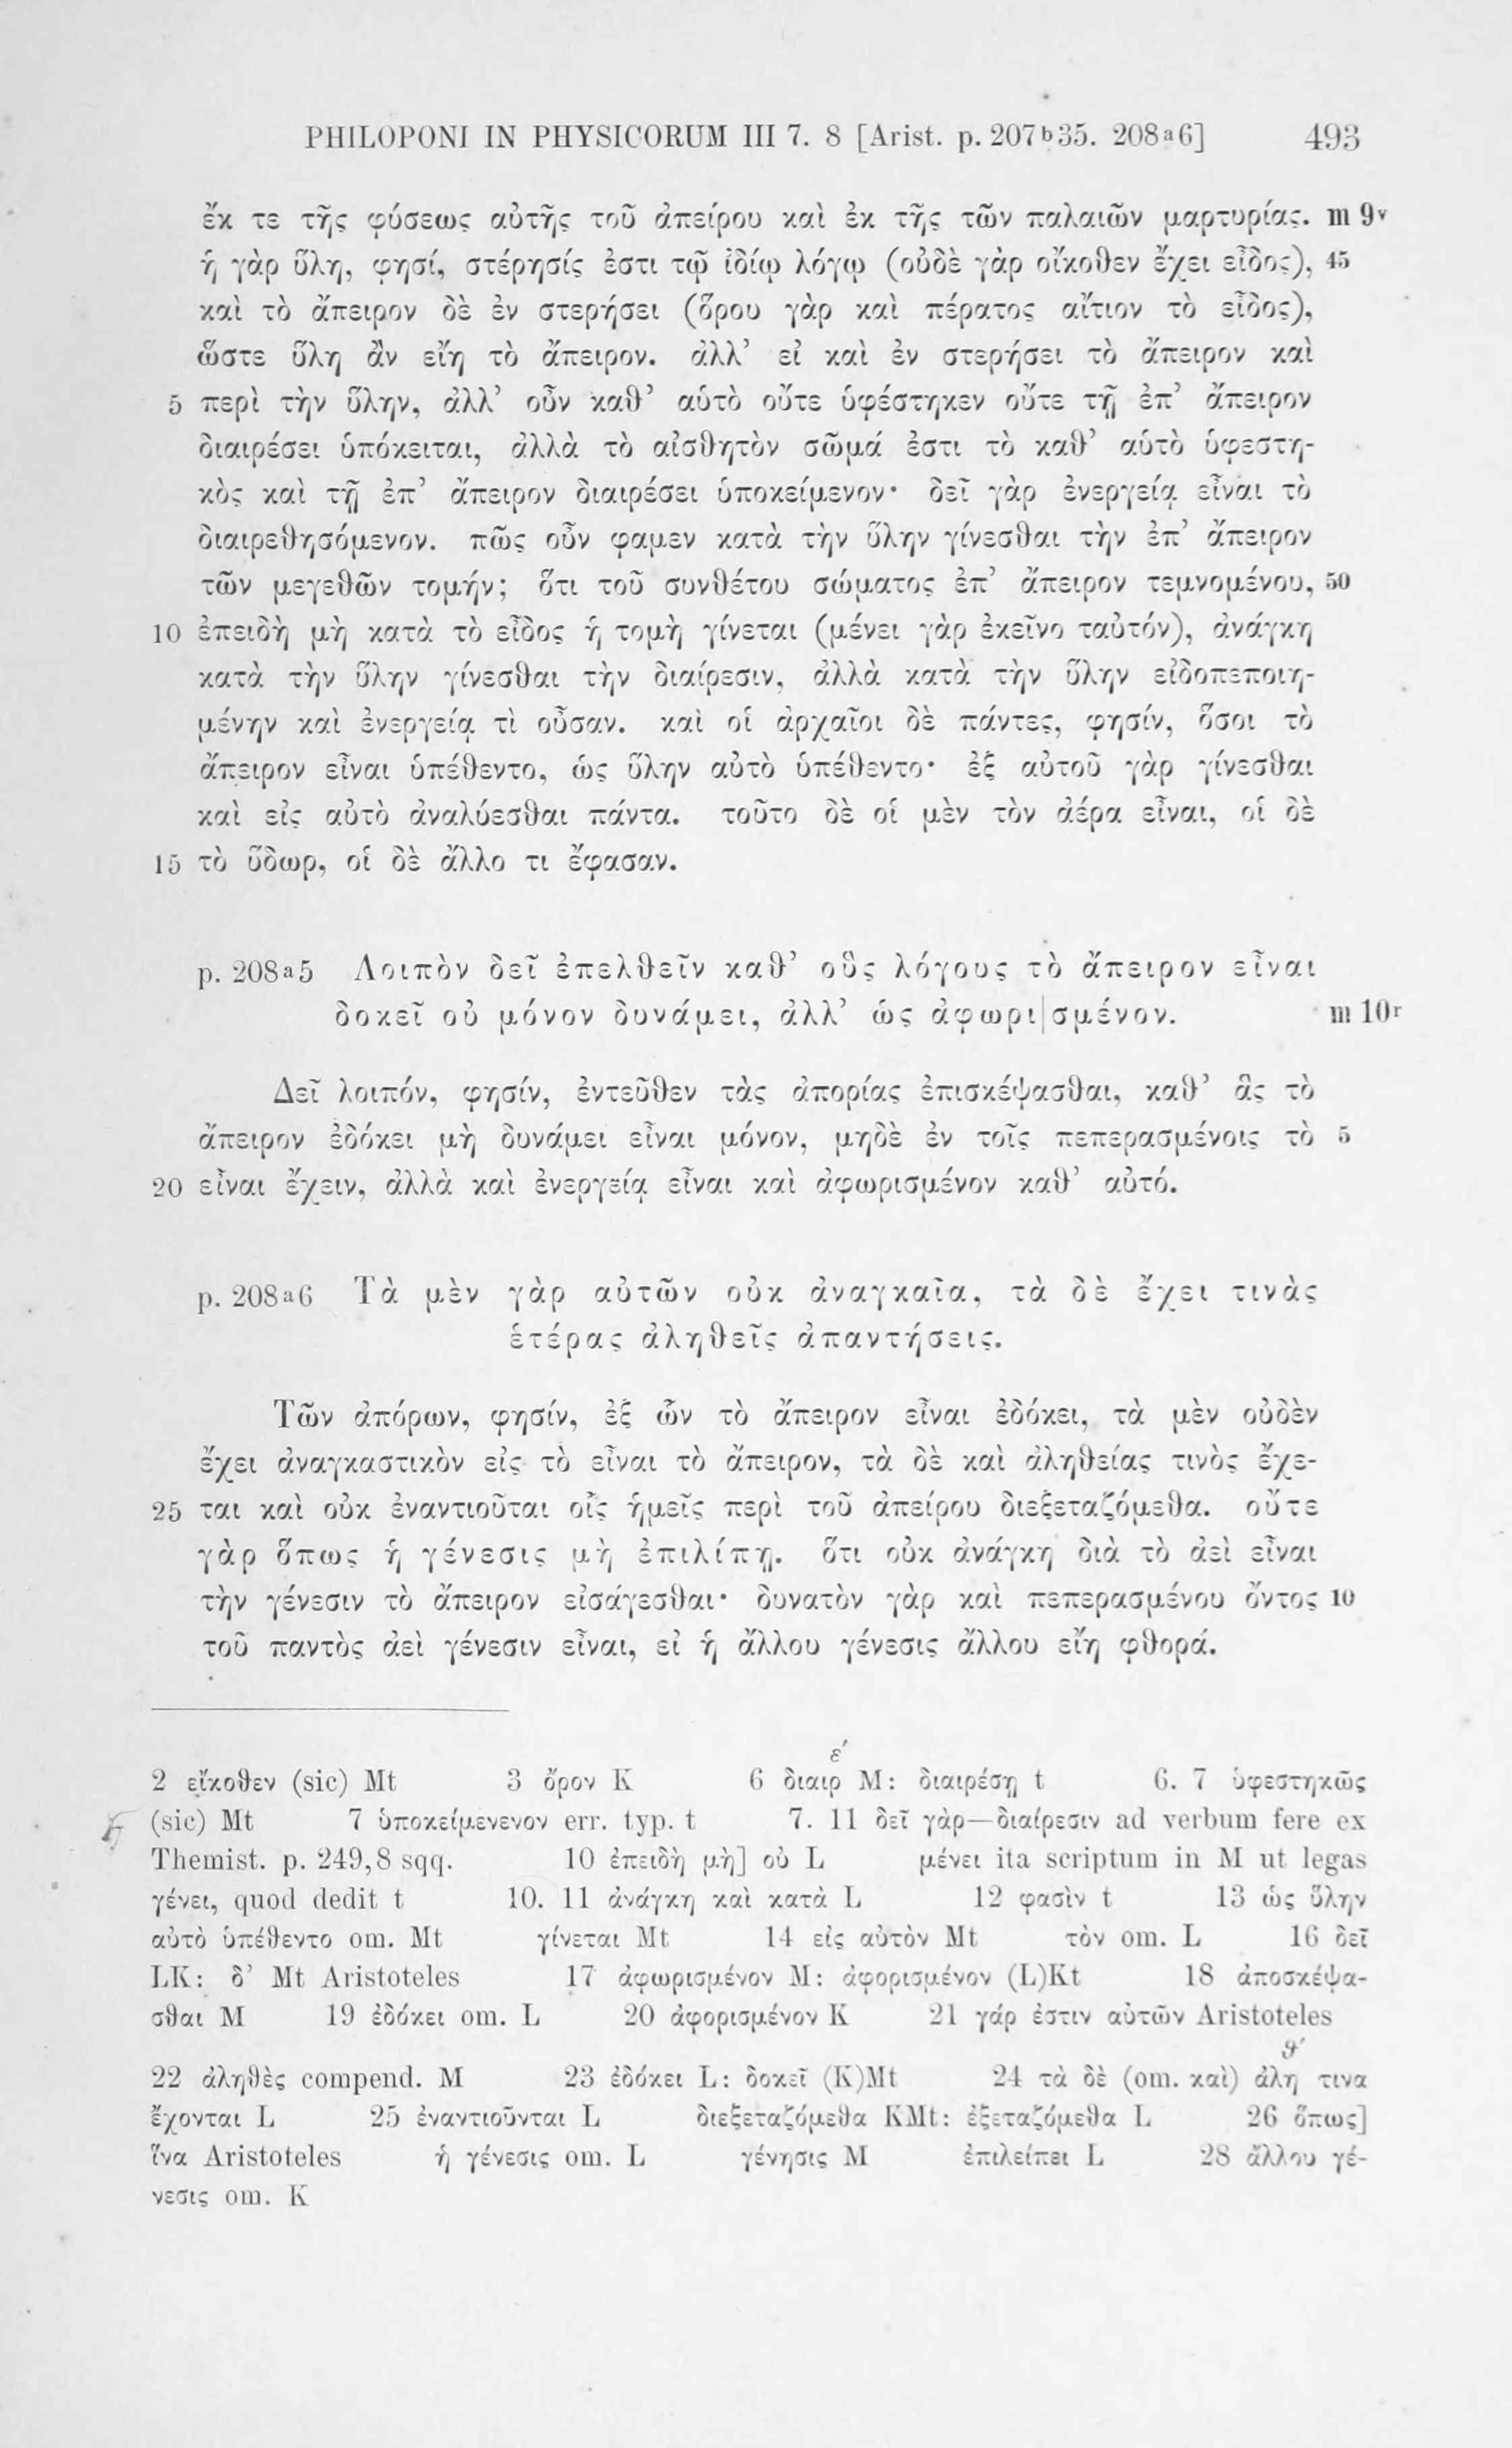 PHILOPONI IN PHYSICORUM III 7. 8 [Arist. p. 207ᵇ35. 208ᵃ6] 493
ἔκ τε τῆς φύσεως αὐτῆς τοῦ ἀπείρου καὶ ἐκ τῆς τῶν παλαιῶν μαρτυρίας. m 9ᵛ
ἡ γὰρ ὕλη, φησί, στέρησίς ἐστι τῷ ἰδίῳ λόγῳ (οὐδὲ γὰρ οἴκοθεν ἔχει εἶδος), 45
καὶ τὸ ἄπειρον δὲ ἐν στερήσει (ὅρου γὰρ καὶ πέρατος αἴτιον τὸ εἶδος),
ὥστε ὕλη ἂν εἴη τὸ ἄπειρον. ἀλλ’ εἰ καὶ ἐν στερήσει τὸ ἄπειρον καὶ
5 περὶ τὴν ὕλην, ἀλλ’ οὖν καθ’ αὑτὸ οὔτε ὑφέστηκεν οὔτε τῇ ἐπ’ ἄπειρον
διαιρέσει ὑπόκειται, ἀλλὰ τὸ αἰσθητὸν σῶμά ἐστι τὸ καθ’ αὑτὸ ὑφεστη-
κὸς καὶ τῇ ἐπ’ ἄπειρον διαιρέσει ὑποκείμενον· δεῖ γὰρ ἐνεργείᾳ εἶναι τὸ
διαιρεθησόμενον. πῶς οὖν φαμεν κατὰ τὴν ὕλην γίνεσθαι τὴν ἐπ’ ἄπειρον
τῶν μεγεθῶν τομήν; ὅτι τοῦ συνθέτου σώματος ἐπ’ ἄπειρον τεμνομένου, 50
10 ἐπειδὴ μὴ κατὰ τὸ εἶδος ἡ τομὴ γίνεται (μένει γὰρ ἐκεῖνο ταὐτόν), ἀνάγκη
κατὰ τὴν ὕλην γίνεσθαι τὴν διαίρεσιν, ἀλλὰ κατὰ τὴν ὕλην εἰδοπεποιη-
μένην καὶ ἐνεργείᾳ τὶ οὖσαν. καὶ οἱ ἀρχαῖοι δὲ πάντες, φησίν, ὅσοι τὸ
ἄπειρον εἶναι ὑπέθεντο, ὡς ὕλην αὐτὸ ὑπέθεντο· ἐξ αὐτοῦ γὰρ γίνεσθαι
καὶ εἰς αὐτὸ ἀναλύεσθαι πάντα. τοῦτο δὲ οἱ μὲν τὸν ἀέρα εἶναι, οἱ δὲ
15 τὸ ὕδωρ, οἱ δὲ ἄλλο τι ἔφασαν.
p. 208ᵃ5 Λοιπὸν δεῖ ἐπελθεῖν καθ’ οὓς λόγους τὸ ἄπειρον εἶναι
δοκεῖ οὐ μόνον δυνάμει, ἀλλ’ ὡς ἀφωρι|σμένον. m 10ʳ
Δεῖ λοιπόν, φησίν, ἐντεῦθεν τὰς ἀπορίας ἐπισκέψασθαι, καθ’ ἃς τὸ
ἄπειρον ἐδόκει μὴ δυνάμει εἶναι μόνον, μηδὲ ἐν τοῖς πεπερασμένοις τὸ 5
20 εἶναι ἔχειν, ἀλλὰ καὶ ἐνεργείᾳ εἶναι καὶ ἀφωρισμένον καθ’ αὑτό.
p. 208ᵃ6 Τὰ μὲν γὰρ αὐτῶν οὐκ ἀναγκαῖα, τὰ δὲ ἔχει τινὰς
ἑτέρας ἀληθεῖς ἀπαντήσεις.
Τῶν ἀπόρων, φησίν, ἐξ ὧν τὸ ἄπειρον εἶναι ἐδόκει, τὰ μὲν οὐδὲν
ἔχει ἀναγκαστικὸν εἰς τὸ εἶναι τὸ ἄπειρον, τὰ δὲ καὶ ἀληθείας τινὸς ἔχε-
25 ται καὶ οὐκ ἐναντιοῦται οἷς ἡμεῖς περὶ τοῦ ἀπείρου διεξεταζόμεθα. οὔτε
γὰρ ὅπως ἡ γένεσις μὴ ἐπιλίπῃ. ὅτι οὐκ ἀνάγκη διὰ τὸ ἀεὶ εἶναι
τὴν γένεσιν τὸ ἄπειρον εἰσάγεσθαι· δυνατὸν γὰρ καὶ πεπερασμένου ὄντος 10
τοῦ παντὸς ἀεὶ γένεσιν εἶναι, εἰ ἡ ἄλλου γένεσις ἄλλου εἴη φθορά.
2 εἴκοθεν (sic) Mt 3 ὅρον K 6 διαιρ͗ε´ M: διαιρέσῃ t 6. 7 ὑφεστηκῶς
(sic) Mt 7 ὑποκείμενενον err. typ. t 7. 11 δεῖ γὰρ—διαίρεσιν ad verbum fere ex
Themist. p. 249,8 sqq. 10 ἐπειδὴ μὴ] οὐ L μένει ita scriptum in M ut legas
γένει, quod dedit t 10. 11 ἀνάγκη καὶ κατὰ L 12 φασὶν t 13 ὡς ὕλην
αὐτὸ ὑπέθεντο om. Mt γίνεται Mt 14 εἰς αὐτὸν Mt τὸν om. L 16 δεῖ
LK: δ’ Mt Aristoteles 17 ἀφωρισμένον M: ἀφορισμένον (L)Kt 18 ἀποσκέψα-
σθαι M 19 ἐδόκει om. L 20 ἀφορισμένον K 21 γάρ ἐστιν αὐτῶν Aristoteles
22 ἀληθὲς compend. M 23 ἐδόκει L: δοκεῖ (K)Mt 24 τὰ δὲ (om. καὶ) ἀληθ´ τινα
ἔχονται L 25 ἐναντιοῦνται L διεξεταζόμεθα KMt: ἐξεταζόμεθα L 26 ὅπως]
ἵνα Aristoteles ἡ γένεσις om. L γένησις M ἐπιλείπει L 28 ἄλλου γέ-
νεσις om. K